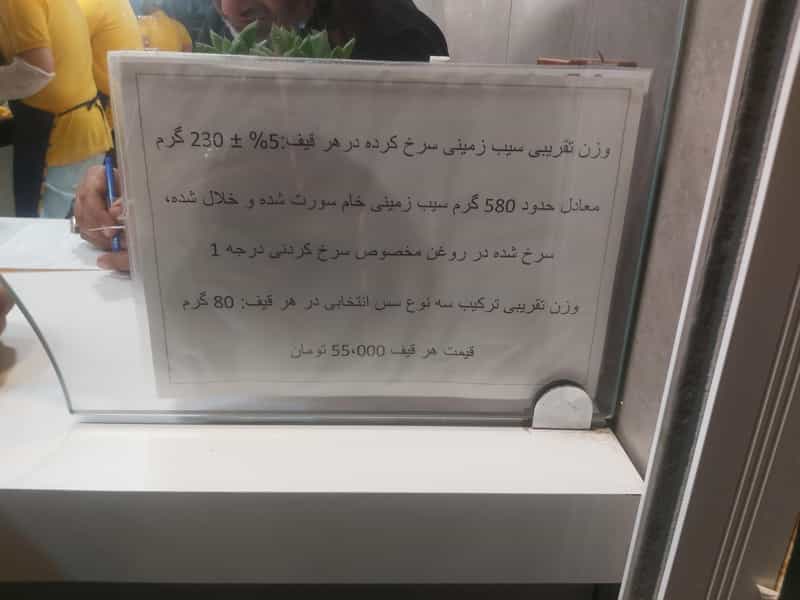 وزن تقریبی سیب زمینی سرخ کرده درهر قیف:5% ± 230 گرم
معادل حدود 580 گرم سیب زمینی خام سورت شده و خلال شده،
سرخ شده در روغن مخصوص سرخ کردنی درجه 1
وزن تقریبی ترکیب سه نوع سس انتخابی در هر قیف: 80 گرم
قیمت هر قیف 55،000 تومان